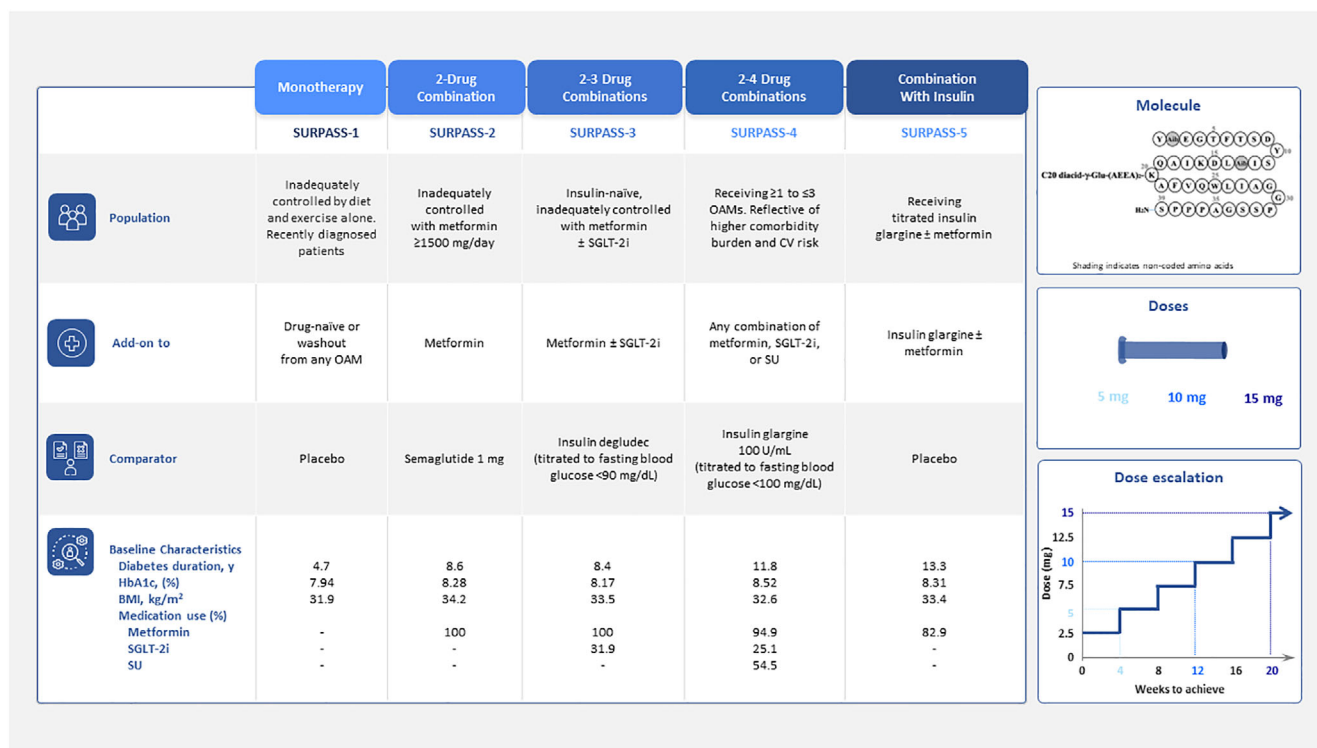 Monotherapy
2-Drug
Combination
2-3 Drug
Combinations
2-4 Drug
Combinations
Combination
With Insulin
SURPASS-1
SURPASS-2
SURPASS-3
SURPASS-4
SURPASS-5
Population
Inadequately
controlled by diet
and exercise alone.
Recently diagnosed
patients
Inadequately
controlled
with metformin
≥1500 mg/day
Insulin-naïve,
inadequately controlled
with metformin
± SGLT-2i
Receiving ≥1 to ≤3
OAMs. Reflective of
higher comorbidity
burden and CV risk
Receiving
titrated insulin
glargine ± metformin
Add-on to
Drug-naïve or
washout
from any OAM
Metformin
Metformin ± SGLT-2i
Any combination of
metformin, SGLT-2i,
or SU
Insulin glargine ±
metformin
Comparator
Placebo
Semaglutide 1 mg
Insulin degludec
(titrated to fasting blood
glucose <90 mg/dL)
Insulin glargine
100 U/mL
(titrated to fasting blood
glucose <100 mg/dL)
Placebo
Baseline Characteristics
Diabetes duration, y 4.7 8.6 8.4 11.8 13.3
HbA1c, (%) 7.94 8.28 8.17 8.52 8.31
BMI, kg/m² 31.9 34.2 33.5 32.6 33.4
Medication use (%)
Metformin - 100 100 94.9 82.9
SGLT-2i - - 31.9 25.1 -
SU - - - 54.5 -
Molecule
5
Y Aib E G T F T S D
Y 10
20 15
C20 diacid-γ-Glu-(AEEA)2- K Q A I K D L Aib I S
25
A F V Q W L I A G
G 30
39 35
H₂N- S P P P A G S S P
Shading indicates non-coded amino acids
Doses
5 mg 10 mg 15 mg
Dose escalation
Dose (mg)
15
12.5
10
7.5
5
2.5
0
0 4 8 12 16 20
Weeks to achieve